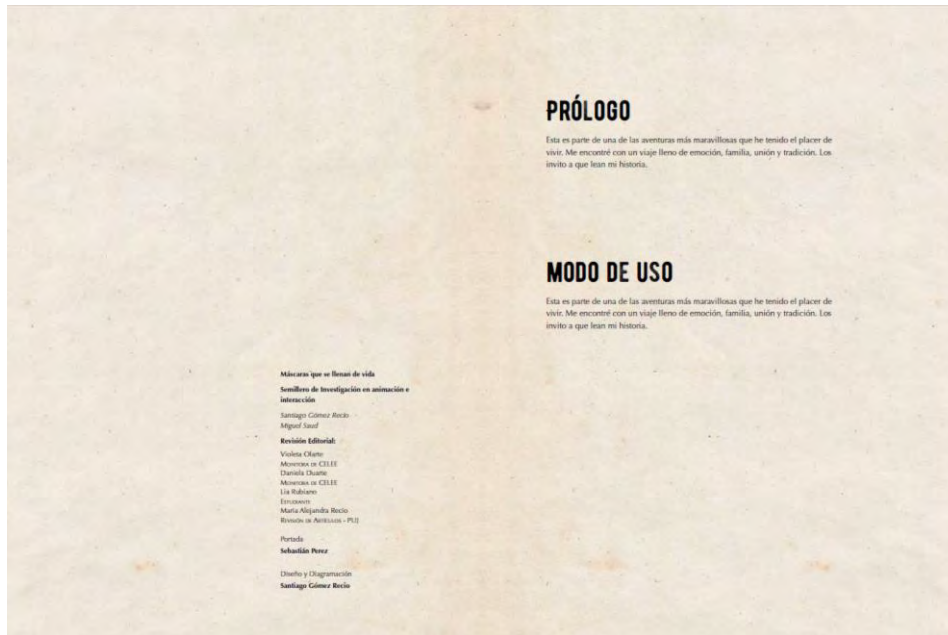 Máscaras que se llenan de vida
Semillero de Investigación en animación e
interacción
Santiago Gómez Recio
Miguel Saud
Revisión Editorial:
Violeta Olarte
Monitora de CELEE
Daniela Duarte
Monitora de CELEE
Lia Rubiano
Estudiante
María Alejandra Recio
Revisión de Artículos - PUJ
Portada
Sebastián Perez
Diseño y Diagramación
Santiago Gómez Recio
PRÓLOGO
Esta es parte de una de las aventuras más maravillosas que he tenido el placer de
vivir. Me encontré con un viaje lleno de emoción, familia, unión y tradición. Los
invito a que lean mi historia.
MODO DE USO
Esta es parte de una de las aventuras más maravillosas que he tenido el placer de
vivir. Me encontré con un viaje lleno de emoción, familia, unión y tradición. Los
invito a que lean mi historia.